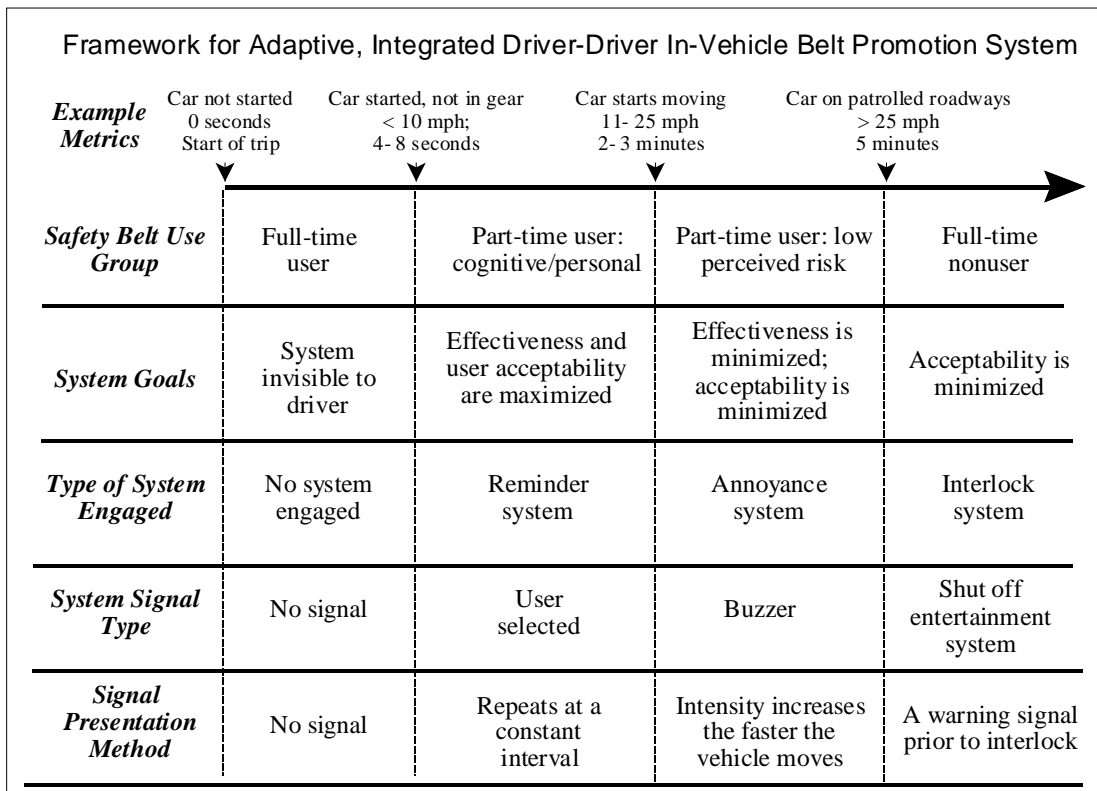 Framework for Adaptive, Integrated Driver-Driver In-Vehicle Belt Promotion System
Example
Metrics
Car not started
0 seconds
Start of trip
Car started, not in gear
< 10 mph;
4- 8 seconds
Car starts moving
11- 25 mph
2- 3 minutes
Car on patrolled roadways
> 25 mph
5 minutes
Safety Belt Use
Group
Full-time
user
Part-time user:
cognitive/personal
Part-time user: low
perceived risk
Full-time
nonuser
System Goals
System
invisible to
driver
Effectiveness and
user acceptability
are maximized
Effectiveness is
minimized;
acceptability is
minimized
Acceptability is
minimized
Type of System
Engaged
No system
engaged
Reminder
system
Annoyance
system
Interlock
system
System Signal
Type
No signal
User
selected
Buzzer
Shut off
entertainment
system
Signal
Presentation
Method
No signal
Repeats at a
constant
interval
Intensity increases
the faster the
vehicle moves
A warning signal
prior to interlock